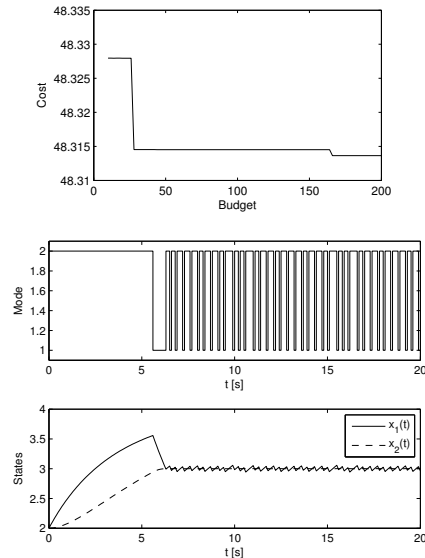 48.335
48.33
48.325
48.32
48.315
48.31
Cost
0 50 100 150 200
Budget
2
1.8
1.6
1.4
1.2
1
Mode
0 5 10 15 20
t [s]
4
3.5
3
2.5
2
States
x1(t)
x2(t)
0 5 10 15 20
t [s]